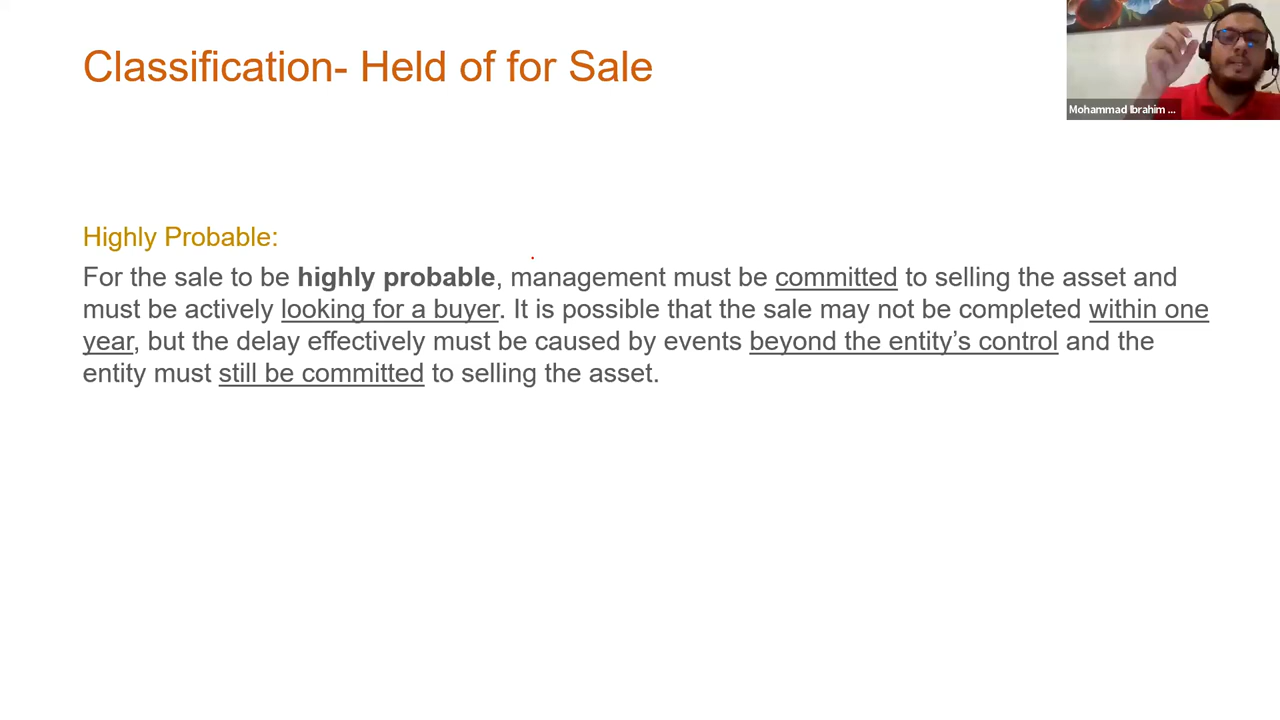 Classification- Held of for Sale
Mohammad Ibrahim ...
Highly Probable:
For the sale to be highly probable, management must be committed to selling the asset and
must be actively looking for a buyer. It is possible that the sale may not be completed within one
year, but the delay effectively must be caused by events beyond the entity’s control and the
entity must still be committed to selling the asset.